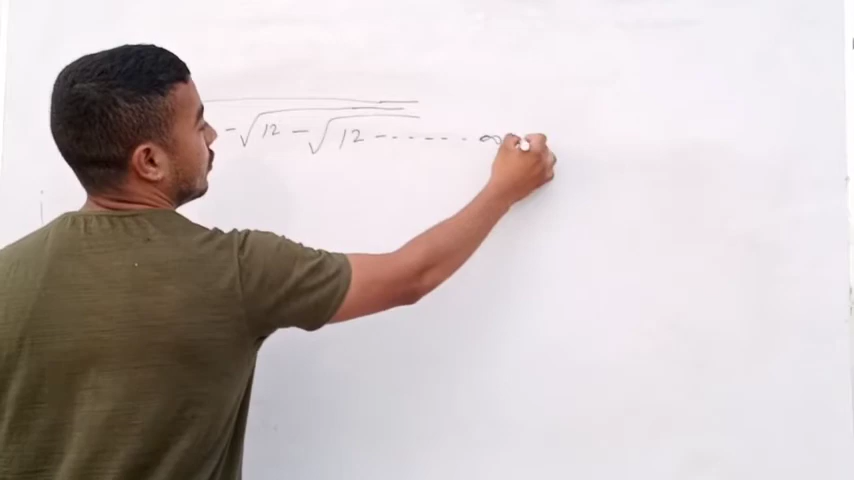 -√12 - √12 - - - - - - - ∞